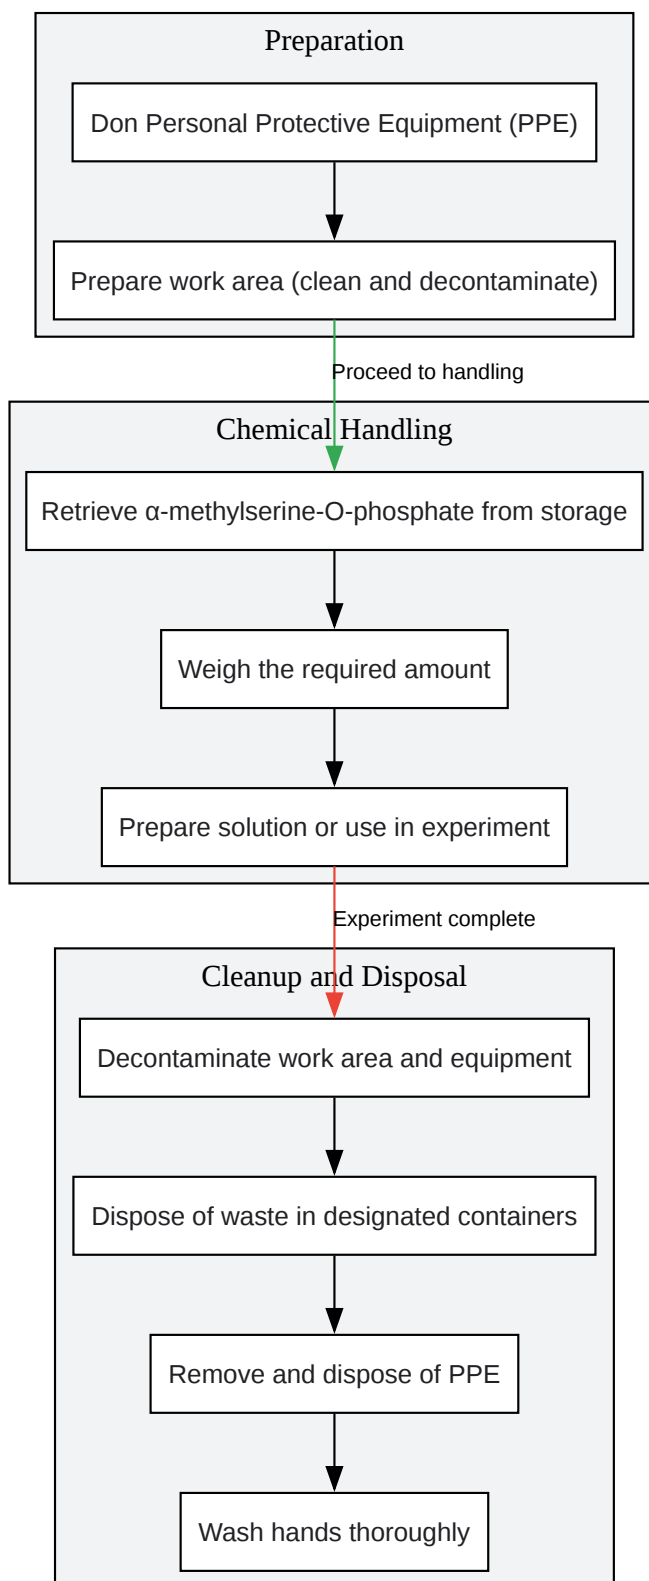 Preparation
Don Personal Protective Equipment (PPE)
Prepare work area (clean and decontaminate)
Proceed to handling
Chemical Handling
Retrieve α-methylserine-O-phosphate from storage
Weigh the required amount
Prepare solution or use in experiment
Experiment complete
Cleanup and Disposal
Decontaminate work area and equipment
Dispose of waste in designated containers
Remove and dispose of PPE
Wash hands thoroughly